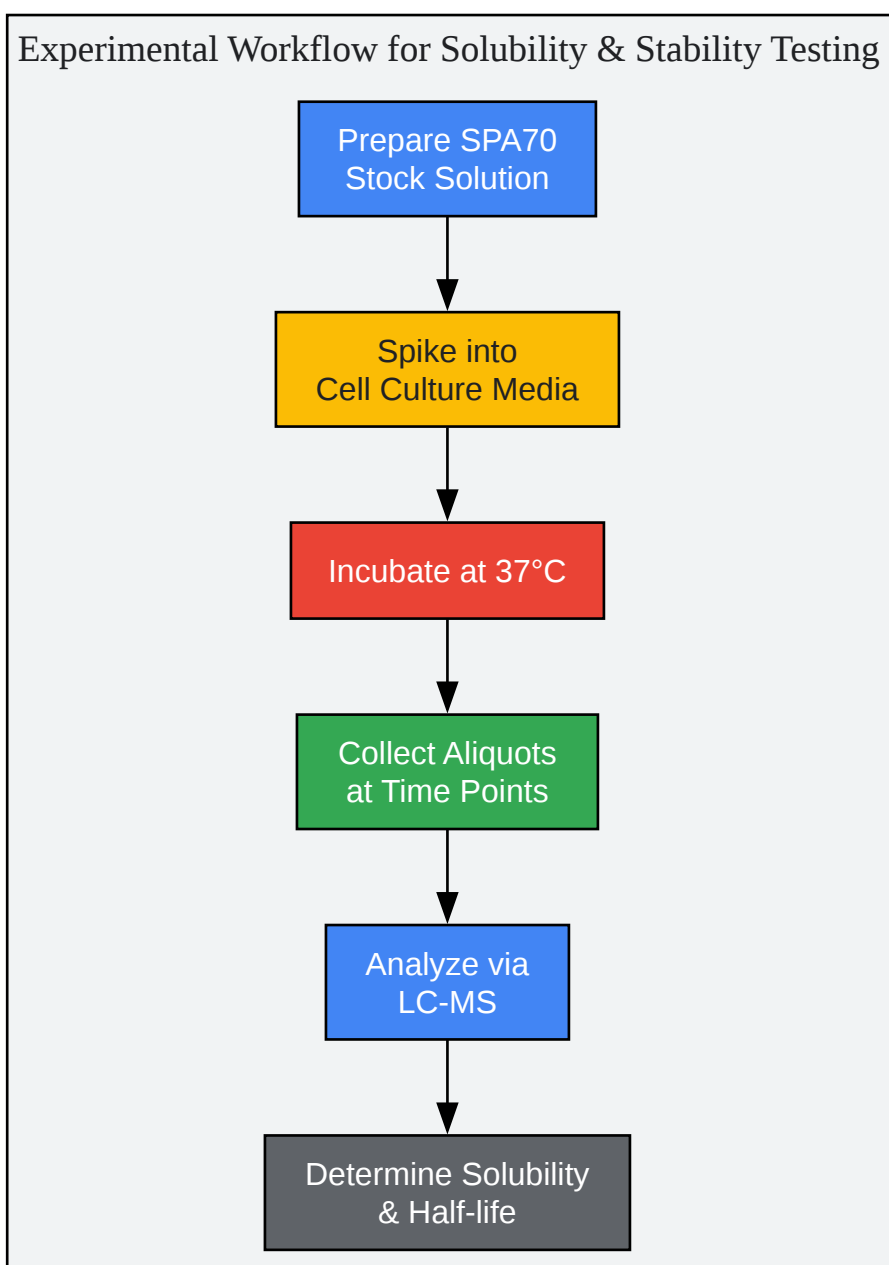 Experimental Workflow for Solubility & Stability Testing
Prepare SPA70
Stock Solution
Spike into
Cell Culture Media
Incubate at 37°C
Collect Aliquots
at Time Points
Analyze via
LC-MS
Determine Solubility
& Half-life